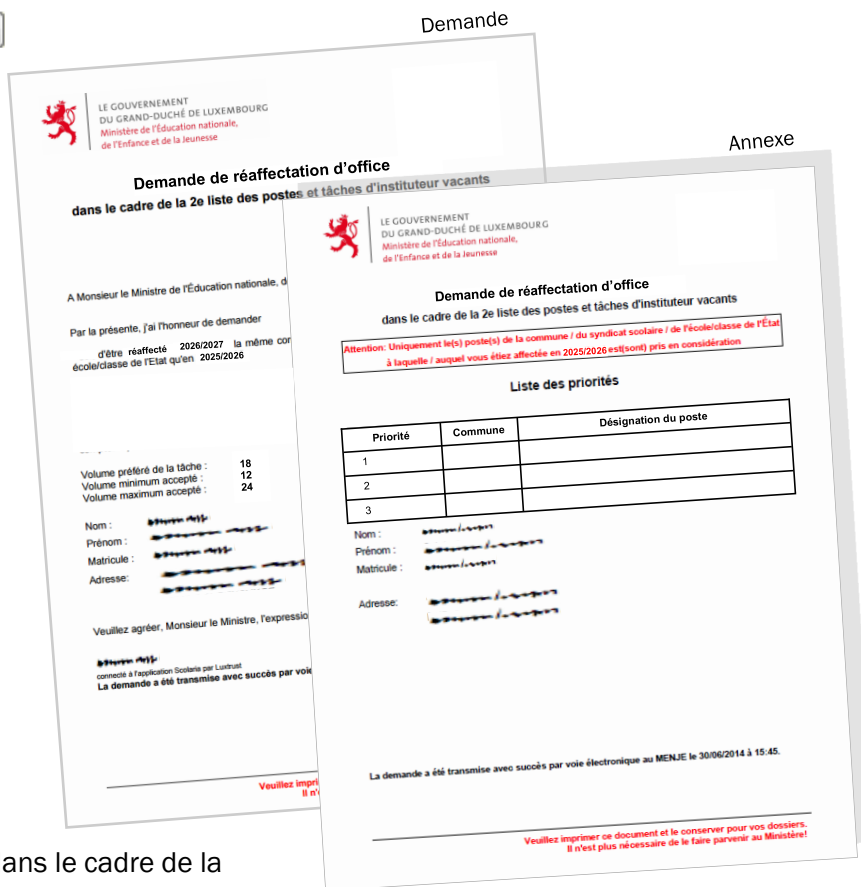 Demande
LE GOUVERNEMENT
DU GRAND-DUCHÉ DE LUXEMBOURG
Ministère de l'Éducation nationale,
de l'Enfance et de la Jeunesse
Demande de réaffectation d'office
dans le cadre de la 2e liste des postes et tâches d'instituteur vacants
A Monsieur le Ministre de l'Éducation nationale, d
Par la présente, j'ai l'honneur de demander
d'être réaffecté 2026/2027 la même cor
école/classe de l'Etat qu'en 2025/2026
Volume préféré de la tâche : 18
Volume minimum accepté : 12
Volume maximum accepté : 24
Nom :
Prénom :
Matricule :
Adresse:
Veuillez agréer, Monsieur le Ministre, l'expressio
connecté à l'application Scolaria par Luxtrust
La demande a été transmise avec succès par voie
Veuillez impri
Il n'
Annexe
LE GOUVERNEMENT
DU GRAND-DUCHÉ DE LUXEMBOURG
Ministère de l'Éducation nationale,
de l'Enfance et de la Jeunesse
Demande de réaffectation d'office
dans le cadre de la 2e liste des postes et tâches d'instituteur vacants
Attention: Uniquement le(s) poste(s) de la commune / du syndicat scolaire / de l'école/classe de l'État
à laquelle / auquel vous étiez affectée en 2025/2026 est(sont) pris en considération
Liste des priorités
Priorité Commune Désignation du poste
1
2
3
Nom :
Prénom :
Matricule :
Adresse:
La demande a été transmise avec succès par voie électronique au MENJE le 30/06/2014 à 15:45.
Veuillez imprimer ce document et le conserver pour vos dossiers.
Il n'est plus nécessaire de le faire parvenir au Ministère!
ans le cadre de la